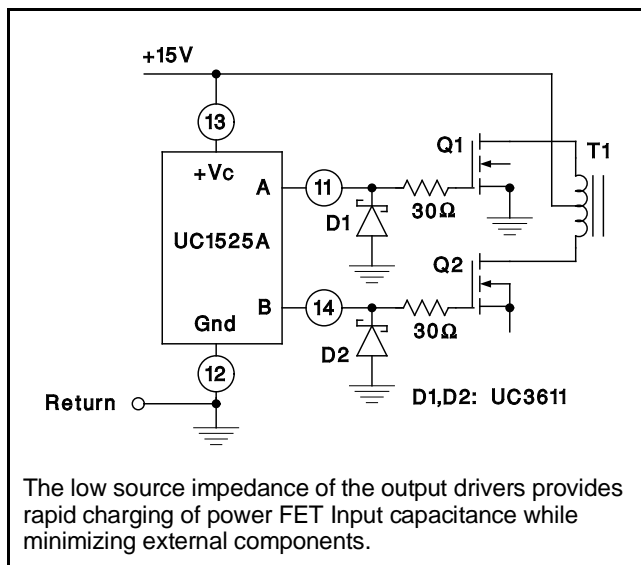 +15V
13
+Vc
A
11
Q1
T1
D1
30Ω
UC1525A
Q2
B
14
Gnd
D2
30Ω
12
Return
D1,D2: UC3611
The low source impedance of the output drivers provides
rapid charging of power FET Input capacitance while
minimizing external components.